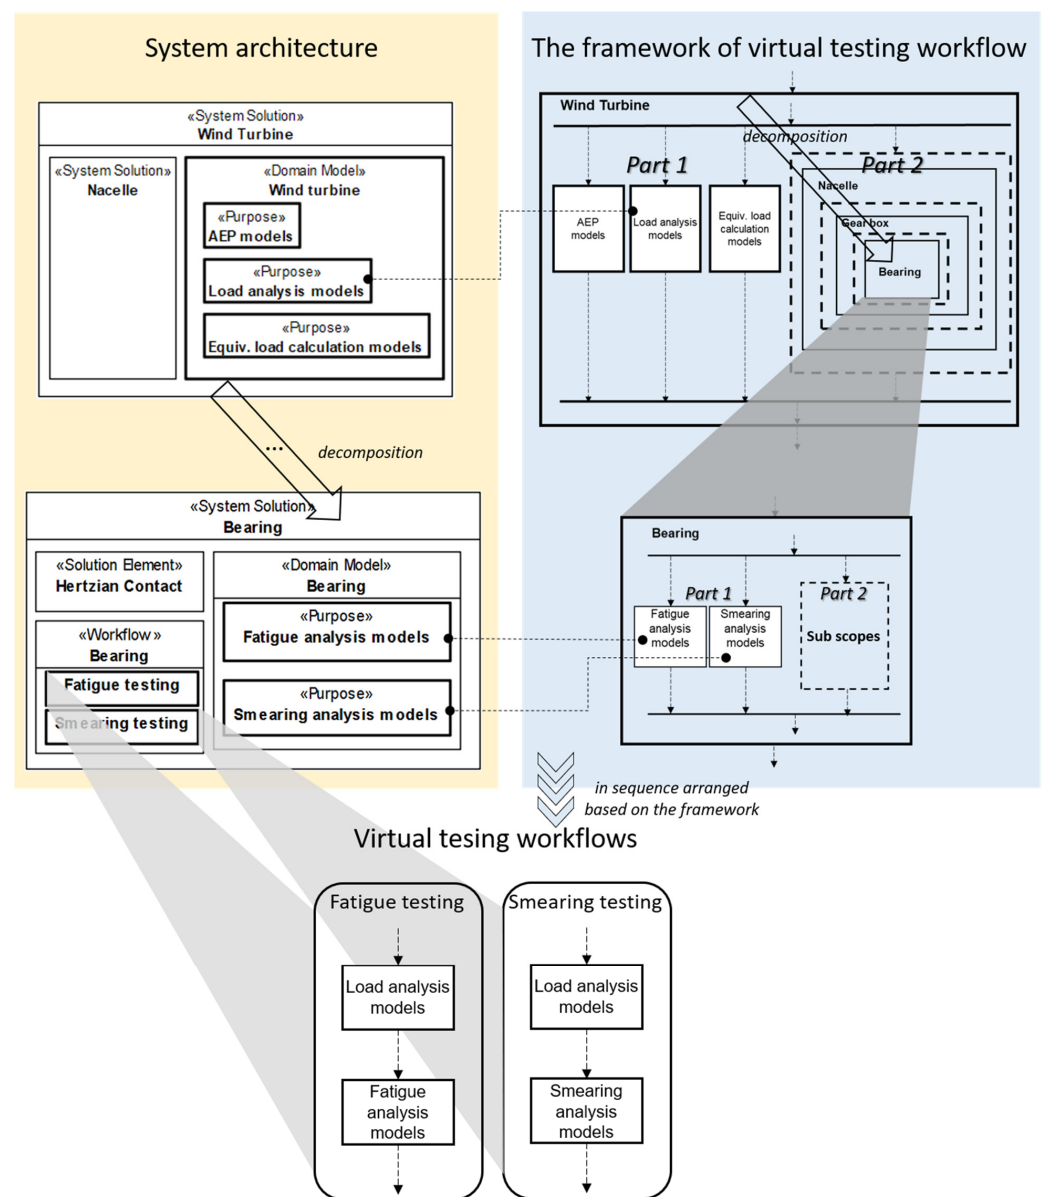 System architecture
«System Solution»
Wind Turbine
«System Solution»
Nacelle
«Domain Model»
Wind turbine
«Purpose»
AEP models
«Purpose»
Load analysis models
«Purpose»
Equiv. load calculation models
...
decomposition
«System Solution»
Bearing
«Solution Element»
Hertzian Contact
«Workflow»
Bearing
Fatigue testing
Smearing testing
«Domain Model»
Bearing
«Purpose»
Fatigue analysis models
«Purpose»
Smearing analysis models
The framework of virtual testing workflow
Wind Turbine
decomposition
Part 1
Part 2
AEP
models
Load analysis
models
Equiv. load
calculation
models
Nacelle
Gear box
Bearing
Bearing
Part 1
Part 2
Fatigue
analysis
models
Smearing
analysis
models
Sub scopes
in sequence arranged
based on the framework
Virtual tesing workflows
Fatigue testing
Load analysis
models
Fatigue
analysis
models
Smearing testing
Load analysis
models
Smearing
analysis
models